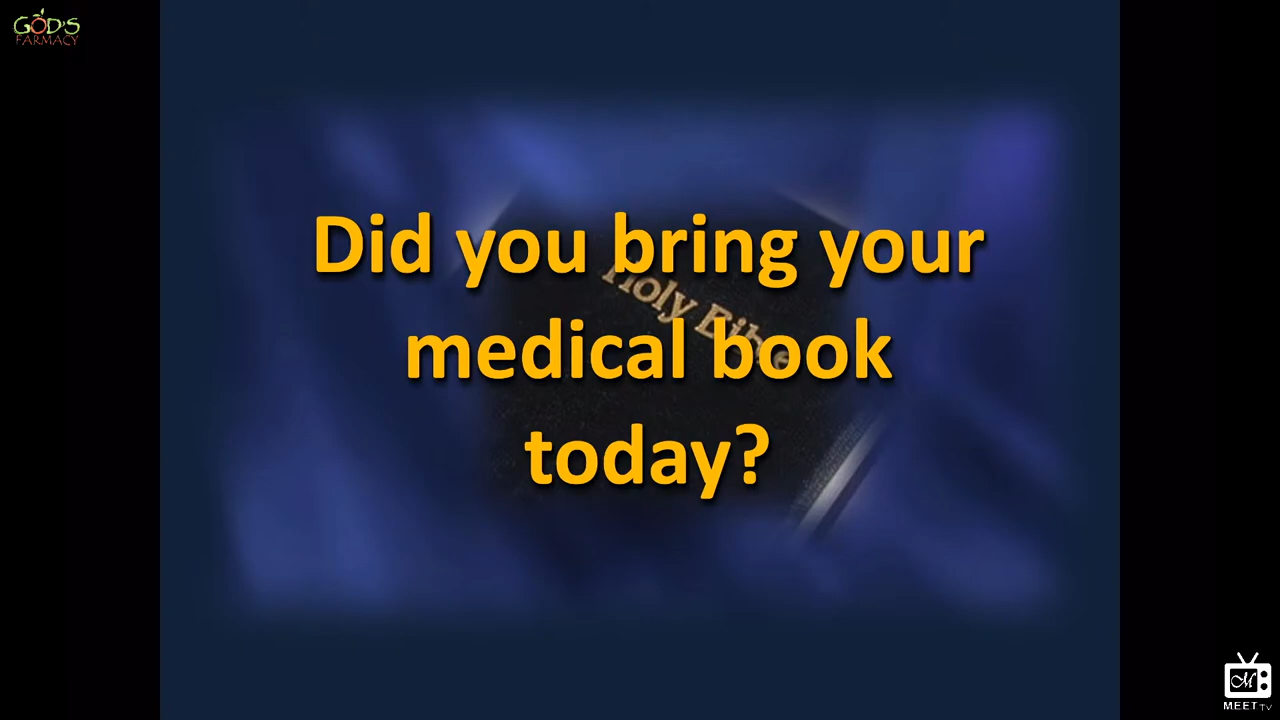 GOD'S
FARMACY
Did you bring your
Holy Bible
medical book
today?
M
MEET TV